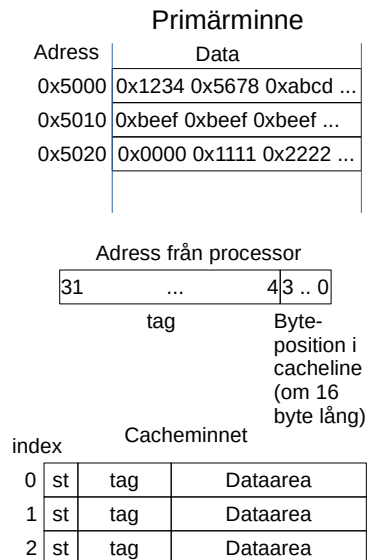 Primärminne
Adress Data
0x5000 0x1234 0x5678 0xabcd ...
0x5010 0xbeef 0xbeef 0xbeef ...
0x5020 0x0000 0x1111 0x2222 ...
Adress från processor
31 ... 4 3 .. 0
tag Byte-
position i
cacheline
(om 16
byte lång)
Cacheminnet
index
0 st tag Dataarea
1 st tag Dataarea
2 st tag Dataarea